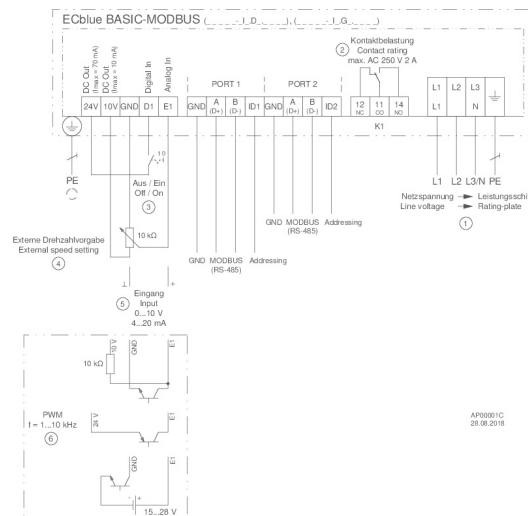 ECblue BASIC-MODBUS (_ _ _ _ _-_I_D_._ _ _ _), (_ _ _ _ _-_I_G_._ _ _ _)
DC Out
(Imax = 70 mA)
DC Out
(Imax = 10 mA)
Digital In
Analog In
PORT 1
PORT 2
2
Kontaktbelastung
Contact rating
max. AC 250 V 2 A
24V 10V GND D1 E1
GND A (D+) B (D-) ID1 GND A (D+) B (D-) ID2
12 NC 11 CO 14 NO
K1
L1 L2 L3
L1 N
PE
10
Aus / Ein
Off / On
3
L1 L2 L3/N PE
Netzspannung Leistungsschi
Line voltage Rating-plate
1
10 kΩ
Externe Drehzahlvorgabe
External speed setting
4
GND MODBUS (RS-485) Addressing
GND MODBUS (RS-485) Addressing
⊥ +
5
Eingang
Input
0...10 V
4...20 mA
10 V GND E1
10 kΩ
PWM
f = 1...10 kHz
6
24 V E1
GND E1
- +
15...28 V
AP00001C
28.08.2018